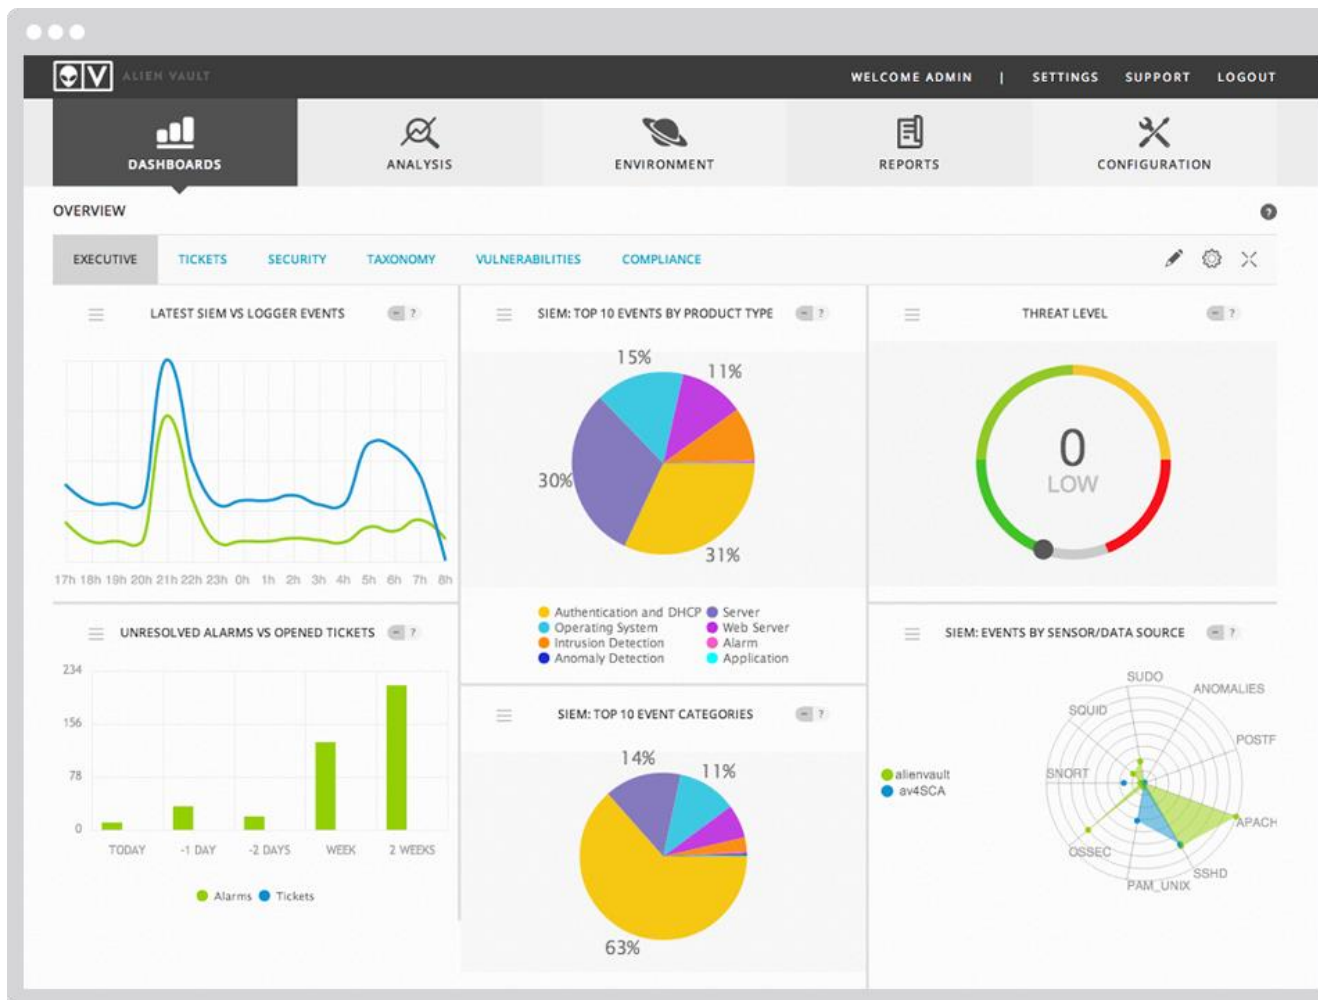 V ALIEN VAULT
WELCOME ADMIN | SETTINGS SUPPORT LOGOUT
DASHBOARDS ANALYSIS ENVIRONMENT REPORTS CONFIGURATION
OVERVIEW ?
EXECUTIVE TICKETS SECURITY TAXONOMY VULNERABILITIES COMPLIANCE
LATEST SIEM VS LOGGER EVENTS - ?
17h 18h 19h 20h 21h 22h 23h 0h 1h 2h 3h 4h 5h 6h 7h 8h
UNRESOLVED ALARMS VS OPENED TICKETS - ?
234
156
78
0
TODAY -1 DAY -2 DAYS WEEK 2 WEEKS
Alarms Tickets
SIEM: TOP 10 EVENTS BY PRODUCT TYPE - ?
15%
11%
30%
31%
Authentication and DHCP Server
Operating System Web Server
Intrusion Detection Alarm
Anomaly Detection Application
SIEM: TOP 10 EVENT CATEGORIES - ?
14%
11%
63%
THREAT LEVEL - ?
0
LOW
SIEM: EVENTS BY SENSOR/DATA SOURCE - ?
SUDO
ANOMALIES
SQUID
POSTF
SNORT
alienvault
av4SCA
APACH
OSSEC
SSHD
PAM_UNIX